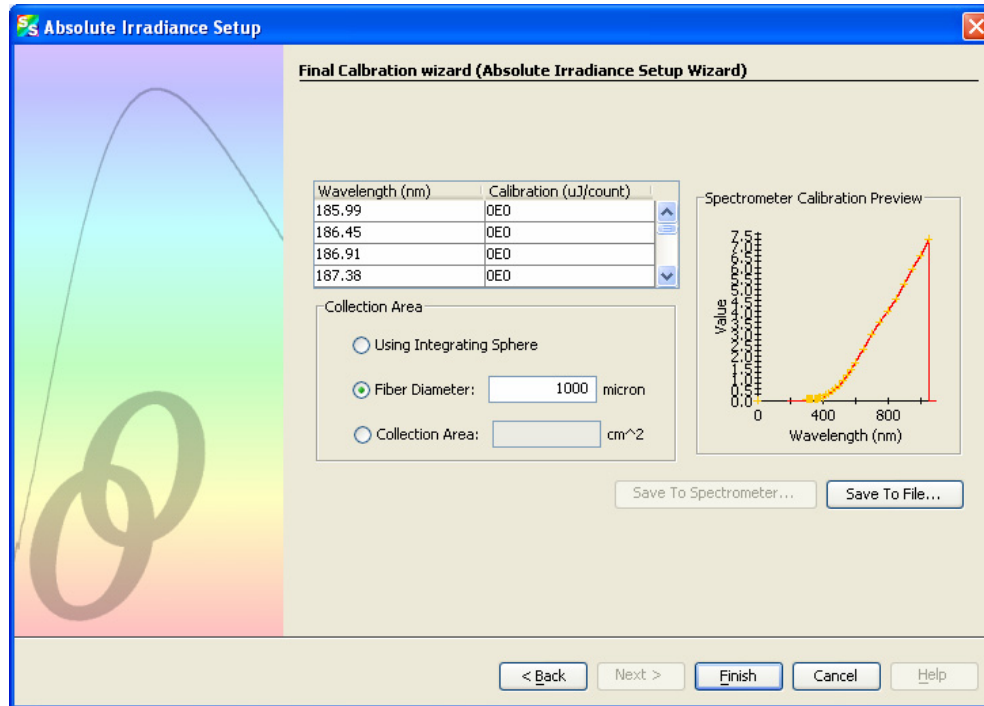 Absolute Irradiance Setup
Final Calbration wizard (Absolute Irradiance Setup Wizard)
Wavelength (nm) Calibration (uJ/count)
185.99 0E0
186.45 0E0
186.91 0E0
187.38 0E0
Collection Area
Using Integrating Sphere
Fiber Diameter: 1000 micron
Collection Area: cm^2
Spectrometer Calibration Preview
7.5
7.0
6.5
6.0
5.5
5.0
4.5
4.0
3.5
3.0
2.5
2.0
1.5
1.0
0.5
0.0
Value
0 400 800
Wavelength (nm)
Save To Spectrometer... Save To File...
< Back Next > Finish Cancel Help